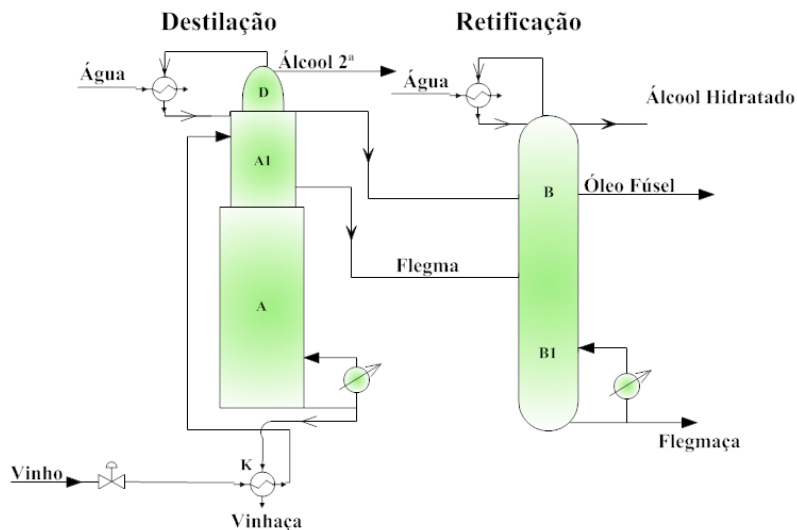 Destilação
Retificação
Água
Álcool 2ª
Água
Álcool Hidratado
D
A1
B
Óleo Fúsel
Flegma
A
B1
Flegmaça
K
Vinho
Vinhaça